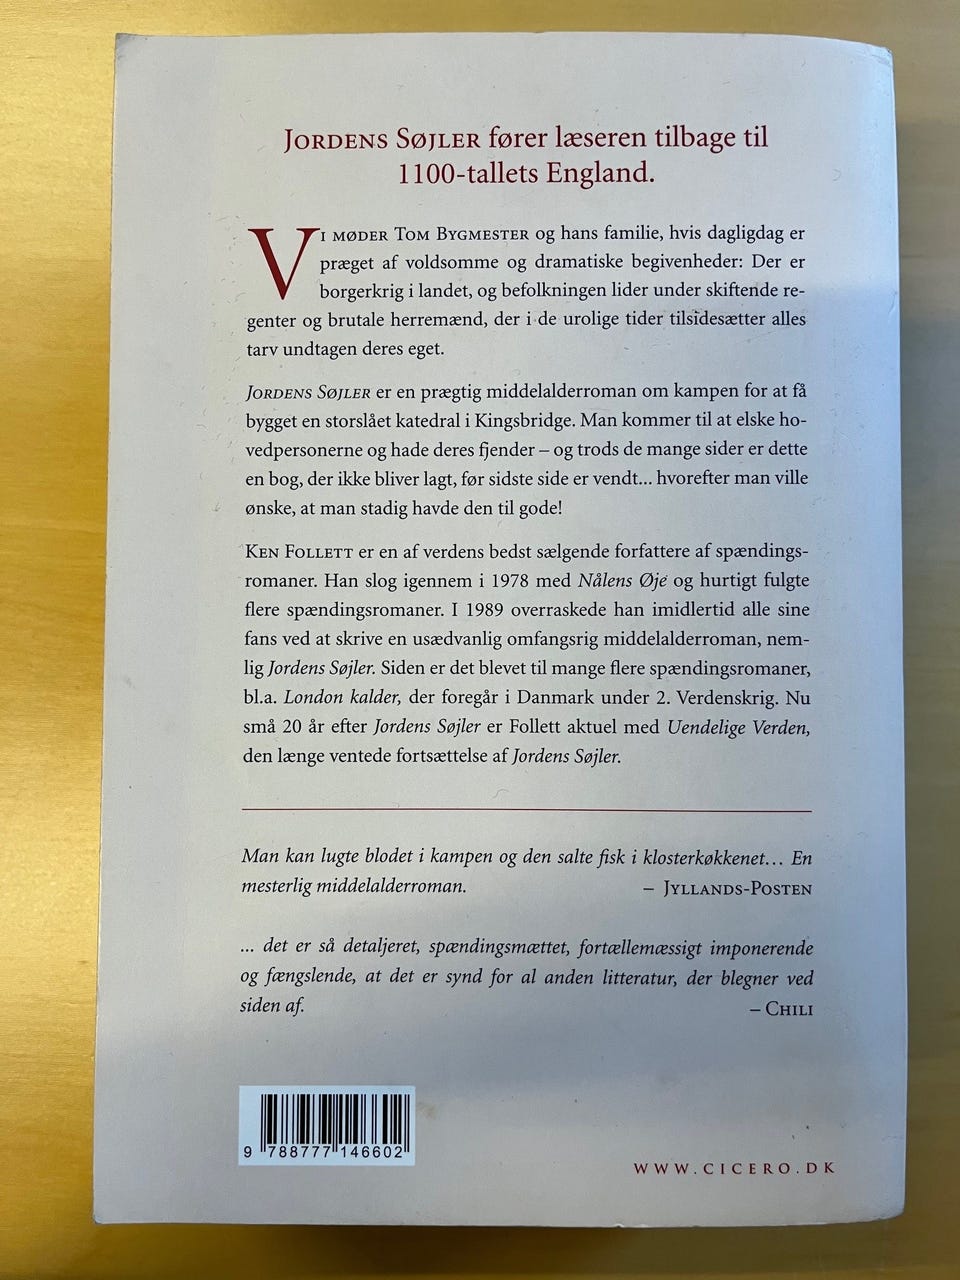 JORDENS SØJLER fører læseren tilbage til
1100-tallets England.
VI MØDER TOM BYGMESTER og hans familie, hvis dagligdag er
præget af voldsomme og dramatiske begivenheder: Der er
borgerkrig i landet, og befolkningen lider under skiftende re-
genter og brutale herremænd, der i de urolige tider tilsidesætter alles
tarv undtagen deres eget.
JORDENS SØJLER er en prægtig middelalderroman om kampen for at få
bygget en storslået katedral i Kingsbridge. Man kommer til at elske ho-
vedpersonerne og hade deres fjender – og trods de mange sider er dette
en bog, der ikke bliver lagt, før sidste side er vendt... hvorefter man ville
ønske, at man stadig havde den til gode!
KEN FOLLETT er en af verdens bedst sælgende forfattere af spændings-
romaner. Han slog igennem i 1978 med Nålens Øje og hurtigt fulgte
flere spændingsromaner. I 1989 overraskede han imidlertid alle sine
fans ved at skrive en usædvanlig omfangsrig middelalderroman, nem-
lig Jordens Søjler. Siden er det blevet til mange flere spændingsromaner,
bl.a. London kalder, der foregår i Danmark under 2. Verdenskrig. Nu
små 20 år efter Jordens Søjler er Follett aktuel med Uendelige Verden,
den længe ventede fortsættelse af Jordens Søjler.
Man kan lugte blodet i kampen og den salte fisk i klosterkøkkenet... En
mesterlig middelalderroman. – JYLLANDS-POSTEN
... det er så detaljeret, spændingsmættet, fortællemæssigt imponerende
og fængslende, at det er synd for al anden litteratur, der blegner ved
siden af. – CHILI
9 788777 146602
WWW.CICERO.DK